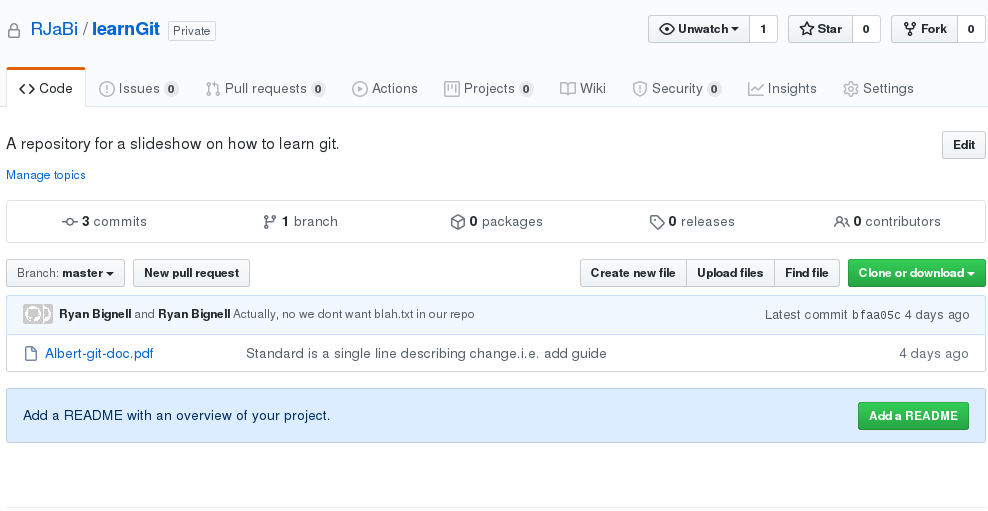 RJaBi / learnGit Private Unwatch 1 Star 0 Fork 0
Code Issues 0 Pull requests 0 Actions Projects 0 Wiki Security 0 Insights Settings
A repository for a slideshow on how to learn git. Edit
Manage topics
3 commits 1 branch 0 packages 0 releases 0 contributors
Branch: master New pull request Create new file Upload files Find file Clone or download
Ryan Bignell and Ryan Bignell Actually, no we dont want blah.txt in our repo Latest commit bfaa05c 4 days ago
Albert-git-doc.pdf Standard is a single line describing change.i.e. add guide 4 days ago
Add a README with an overview of your project. Add a README